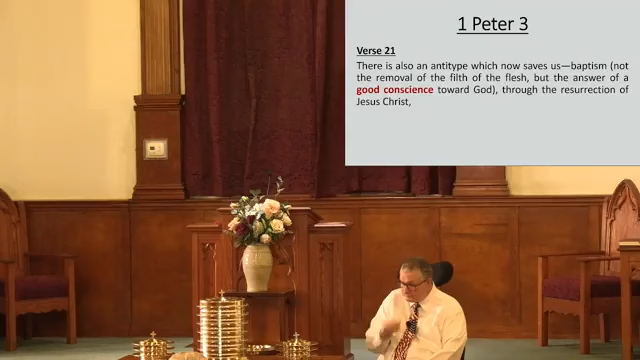 1 Peter 3
Verse 21
There is also an antitype which now saves us—baptism (not
the removal of the filth of the flesh, but the answer of a
good conscience toward God), through the resurrection of
Jesus Christ,